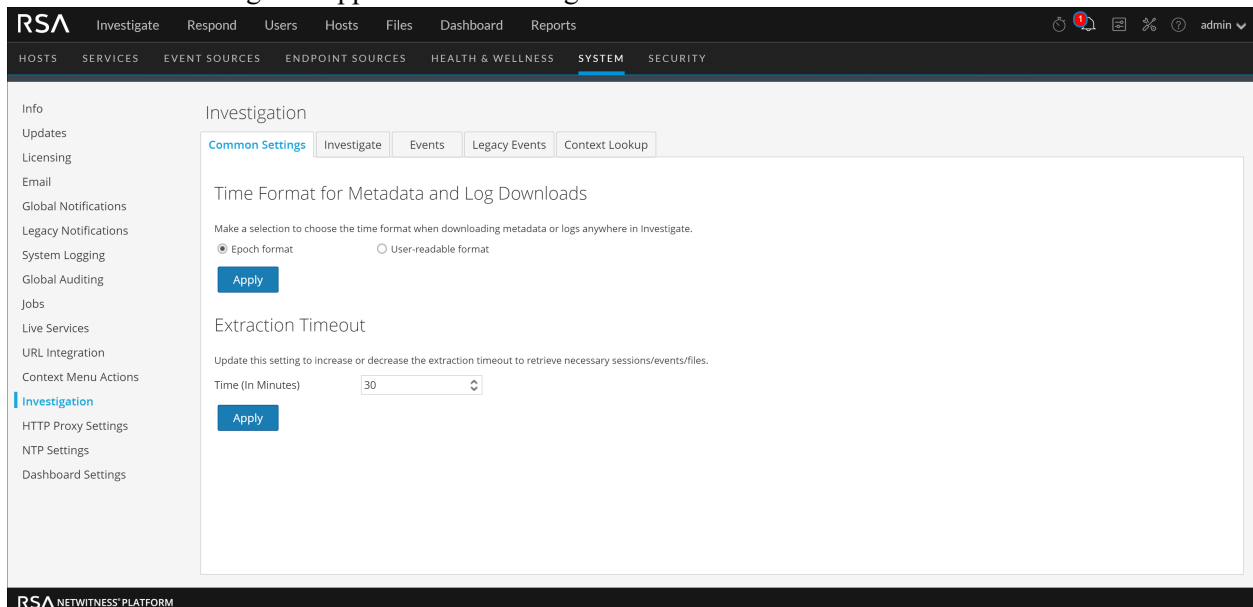 RSA Investigate Respond Users Hosts Files Dashboard Reports 1 admin
HOSTS SERVICES EVENT SOURCES ENDPOINT SOURCES HEALTH & WELLNESS SYSTEM SECURITY
Info
Updates
Licensing
Email
Global Notifications
Legacy Notifications
System Logging
Global Auditing
Jobs
Live Services
URL Integration
Context Menu Actions
Investigation
HTTP Proxy Settings
NTP Settings
Dashboard Settings
Investigation
Common Settings Investigate Events Legacy Events Context Lookup
Time Format for Metadata and Log Downloads
Make a selection to choose the time format when downloading metadata or logs anywhere in Investigate.
Epoch format User-readable format
Apply
Extraction Timeout
Update this setting to increase or decrease the extraction timeout to retrieve necessary sessions/events/files.
Time (In Minutes) 30
Apply
RSA NETWITNESS® PLATFORM